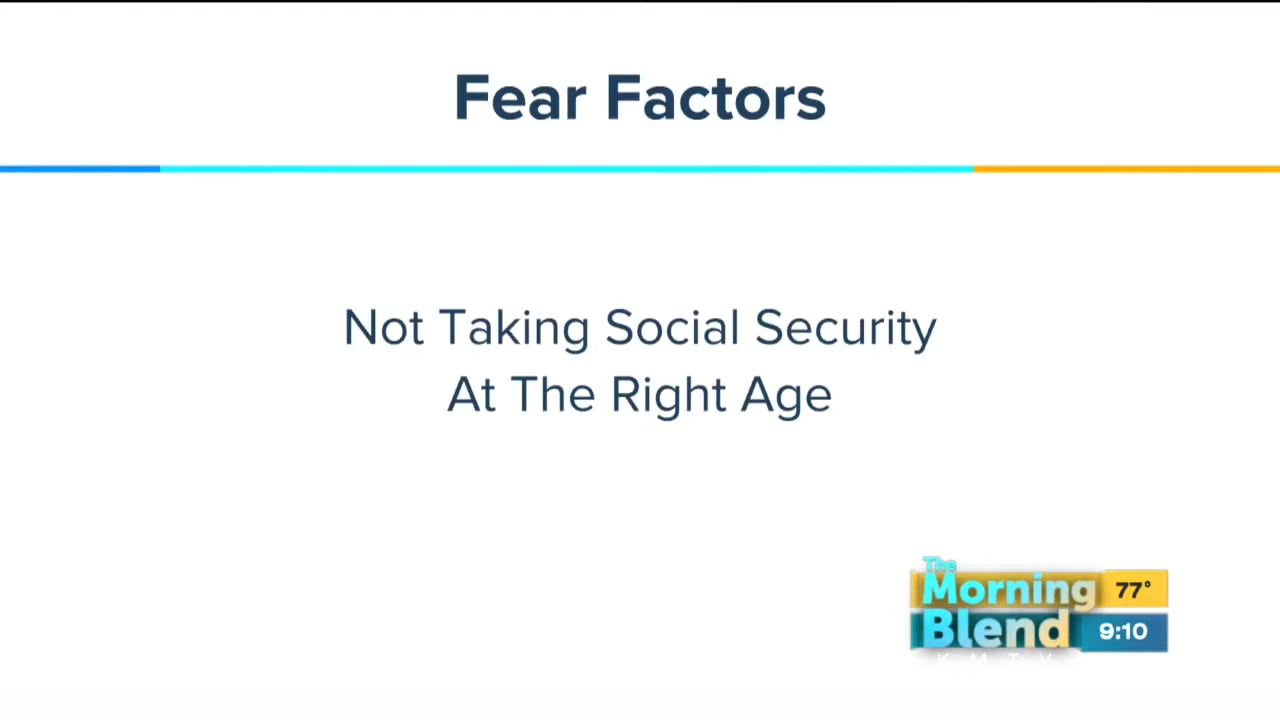 Fear Factors
Not Taking Social Security
At The Right Age
The
Morning
77°
Blend
9:10
K M T V